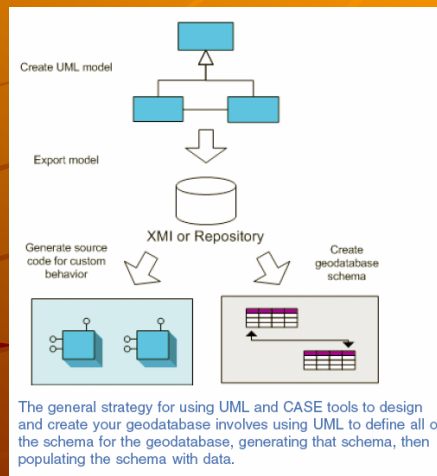 Create UML model
Export model
XMI or Repository
Generate source
code for custom
behavior
Create
geodatabase
schema
The general strategy for using UML and CASE tools to design
and create your geodatabase involves using UML to define all o
the schema for the geodatabase, generating that schema, then
populating the schema with data.